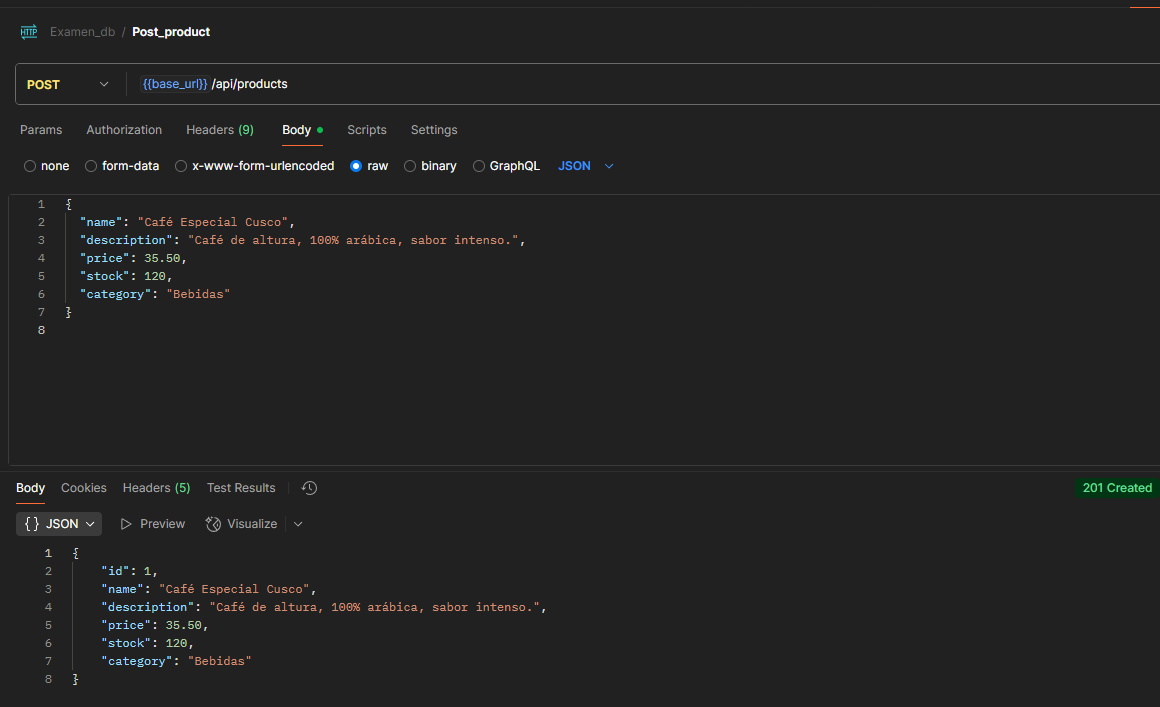 HTTP Examen_db / Post_product
POST {{base_url}} /api/products
Params Authorization Headers (9) Body Scripts Settings
none form-data x-www-form-urlencoded raw binary GraphQL JSON
1 {
2 "name": "Café Especial Cusco",
3 "description": "Café de altura, 100% arábica, sabor intenso.",
4 "price": 35.50,
5 "stock": 120,
6 "category": "Bebidas"
7 }
8
Body Cookies Headers (5) Test Results 201 Created
{} JSON Preview Visualize
1 {
2 "id": 1,
3 "name": "Café Especial Cusco",
4 "description": "Café de altura, 100% arábica, sabor intenso.",
5 "price": 35.50,
6 "stock": 120,
7 "category": "Bebidas"
8 }